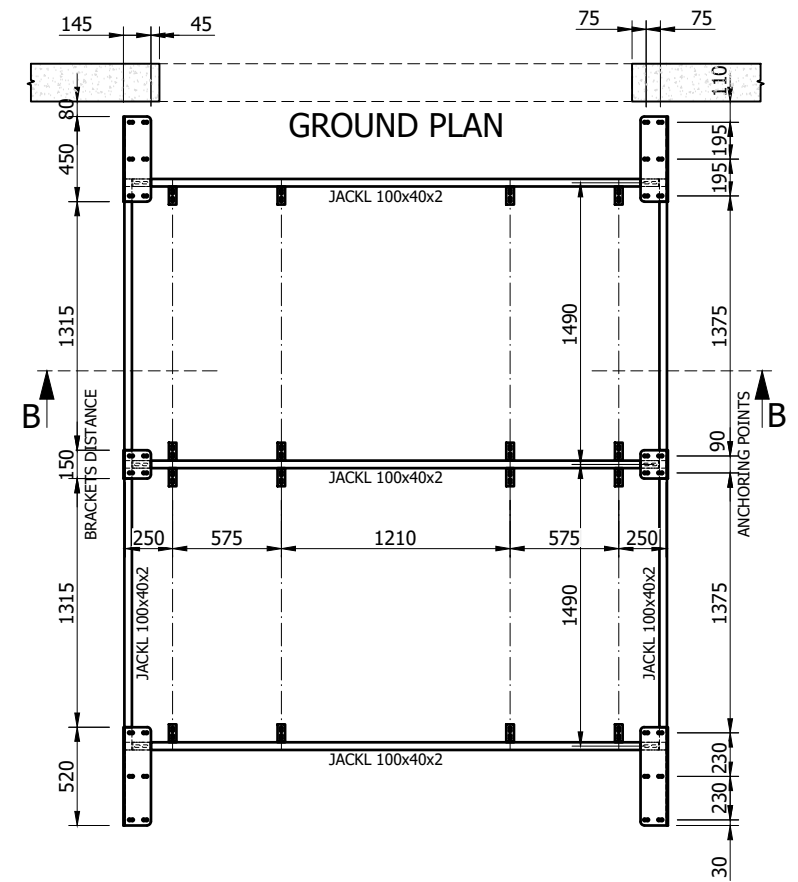 145
45
75
75
80
110
GROUND PLAN
450
195
195
JACKL 100x40x2
1315
1490
1375
B
B
BRACKETS DISTANCE
ANCHORING POINTS
150
90
JACKL 100x40x2
250
575
1210
575
250
1315
JACKL 100x40x2
1490
JACKL 100x40x2
1375
520
JACKL 100x40x2
230
230
30